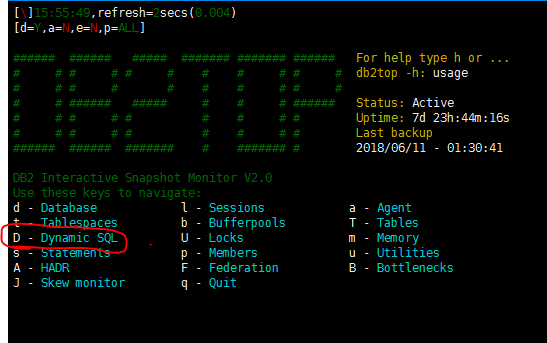 [\]15:55:49,refresh=2secs(0.004)
[d=Y,a=N,e=N,p=ALL]
DB2TOP
For help type h or ...
db2top -h: usage
Status: Active
Uptime: 7d 23h:44m:16s
Last backup
2018/06/11 - 01:30:41
DB2 Interactive Snapshot Monitor V2.0
Use these keys to navigate:
d - Database l - Sessions a - Agent
t - Tablespaces b - Bufferpools T - Tables
D - Dynamic SQL U - Locks m - Memory
s - Statements p - Members u - Utilities
A - HADR F - Federation B - Bottlenecks
J - Skew monitor q - Quit